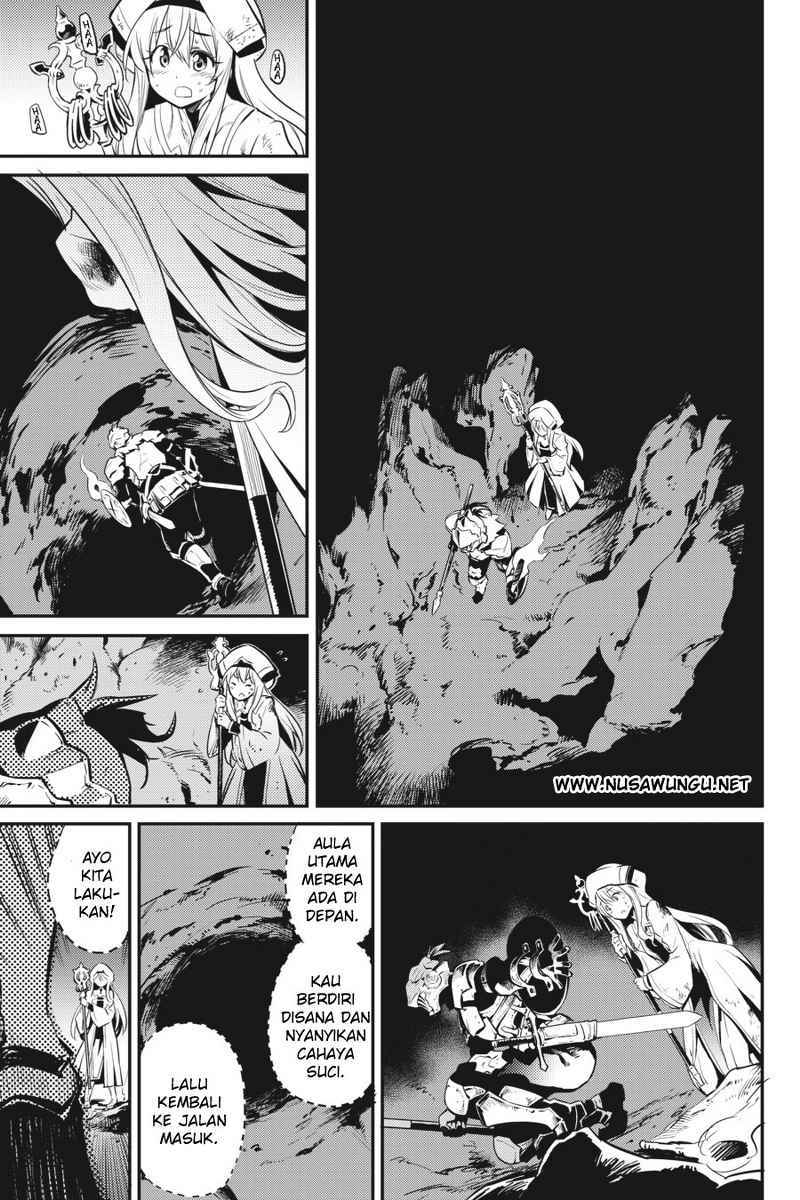 HAA
HAA
HAA
WWW.NUSAWUNGU.NET
AULA
UTAMA
MEREKA
ADA DI
DEPAN.
KAU
BERDIRI
DISANA DAN
NYANYIKAN
CAHAYA
SUCI.
LALU
KEMBALI
KE JALAN
MASUK.
AYO
KITA
LAKU-
KAN!